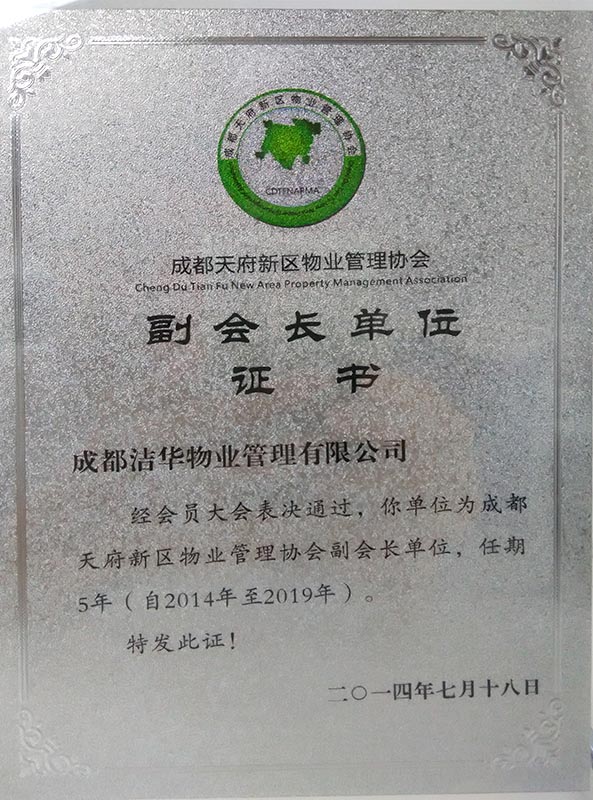 成都天府新区物业管理协会
CDTFNAPMA
成都天府新区物业管理协会
Cheng Du Tian Fu New Area Property Management Association
副会长单位
证书
成都洁华物业管理有限公司
经会员大会表决通过，你单位为成都
天府新区物业管理协会副会长单位，任期
5年（自2014年至2019年）。
特发此证！
二〇一四年七月十八日